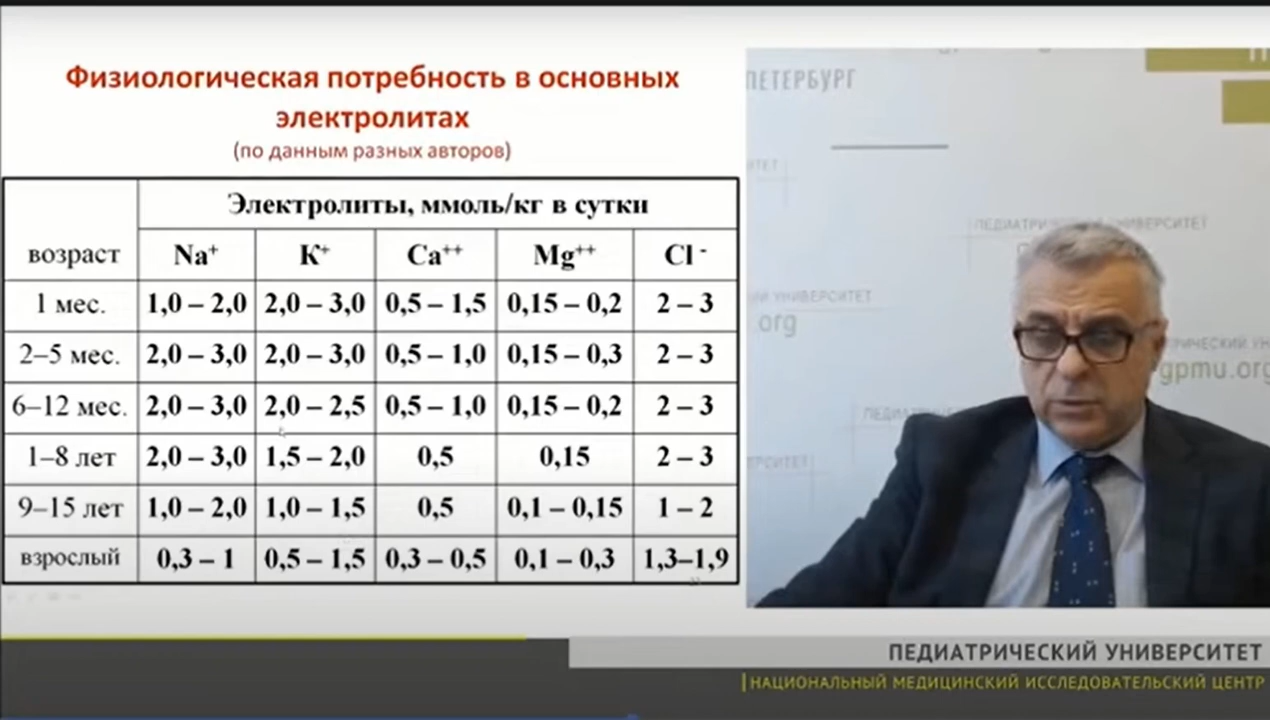 Физиологическая потребность в основных
электролитах
(по данным разных авторов)
Электролиты, ммоль/кг в сутки
возраст Na⁺ K⁺ Ca⁺⁺ Mg⁺⁺ Cl⁻
1 мес. 1,0 – 2,0 2,0 – 3,0 0,5 – 1,5 0,15 – 0,2 2 – 3
2–5 мес. 2,0 – 3,0 2,0 – 3,0 0,5 – 1,0 0,15 – 0,3 2 – 3
6–12 мес. 2,0 – 3,0 2,0 – 2,5 0,5 – 1,0 0,15 – 0,2 2 – 3
1–8 лет 2,0 – 3,0 1,5 – 2,0 0,5 0,15 2 – 3
9–15 лет 1,0 – 2,0 1,0 – 1,5 0,5 0,1 – 0,15 1 – 2
взрослый 0,3 – 1 0,5 – 1,5 0,3 – 0,5 0,1 – 0,3 1,3–1,9
ПЕТЕРБУРГ
ПЕДИАТРИЧЕСКИЙ УНИВЕРСИТЕТ
УНИВЕРСИТЕТ
.org
gpmu.org
ПЕДИАТРИЧЕСКИЙ УНИВЕРСИТЕТ
НАЦИОНАЛЬНЫЙ МЕДИЦИНСКИЙ ИССЛЕДОВАТЕЛЬСКИЙ ЦЕНТР